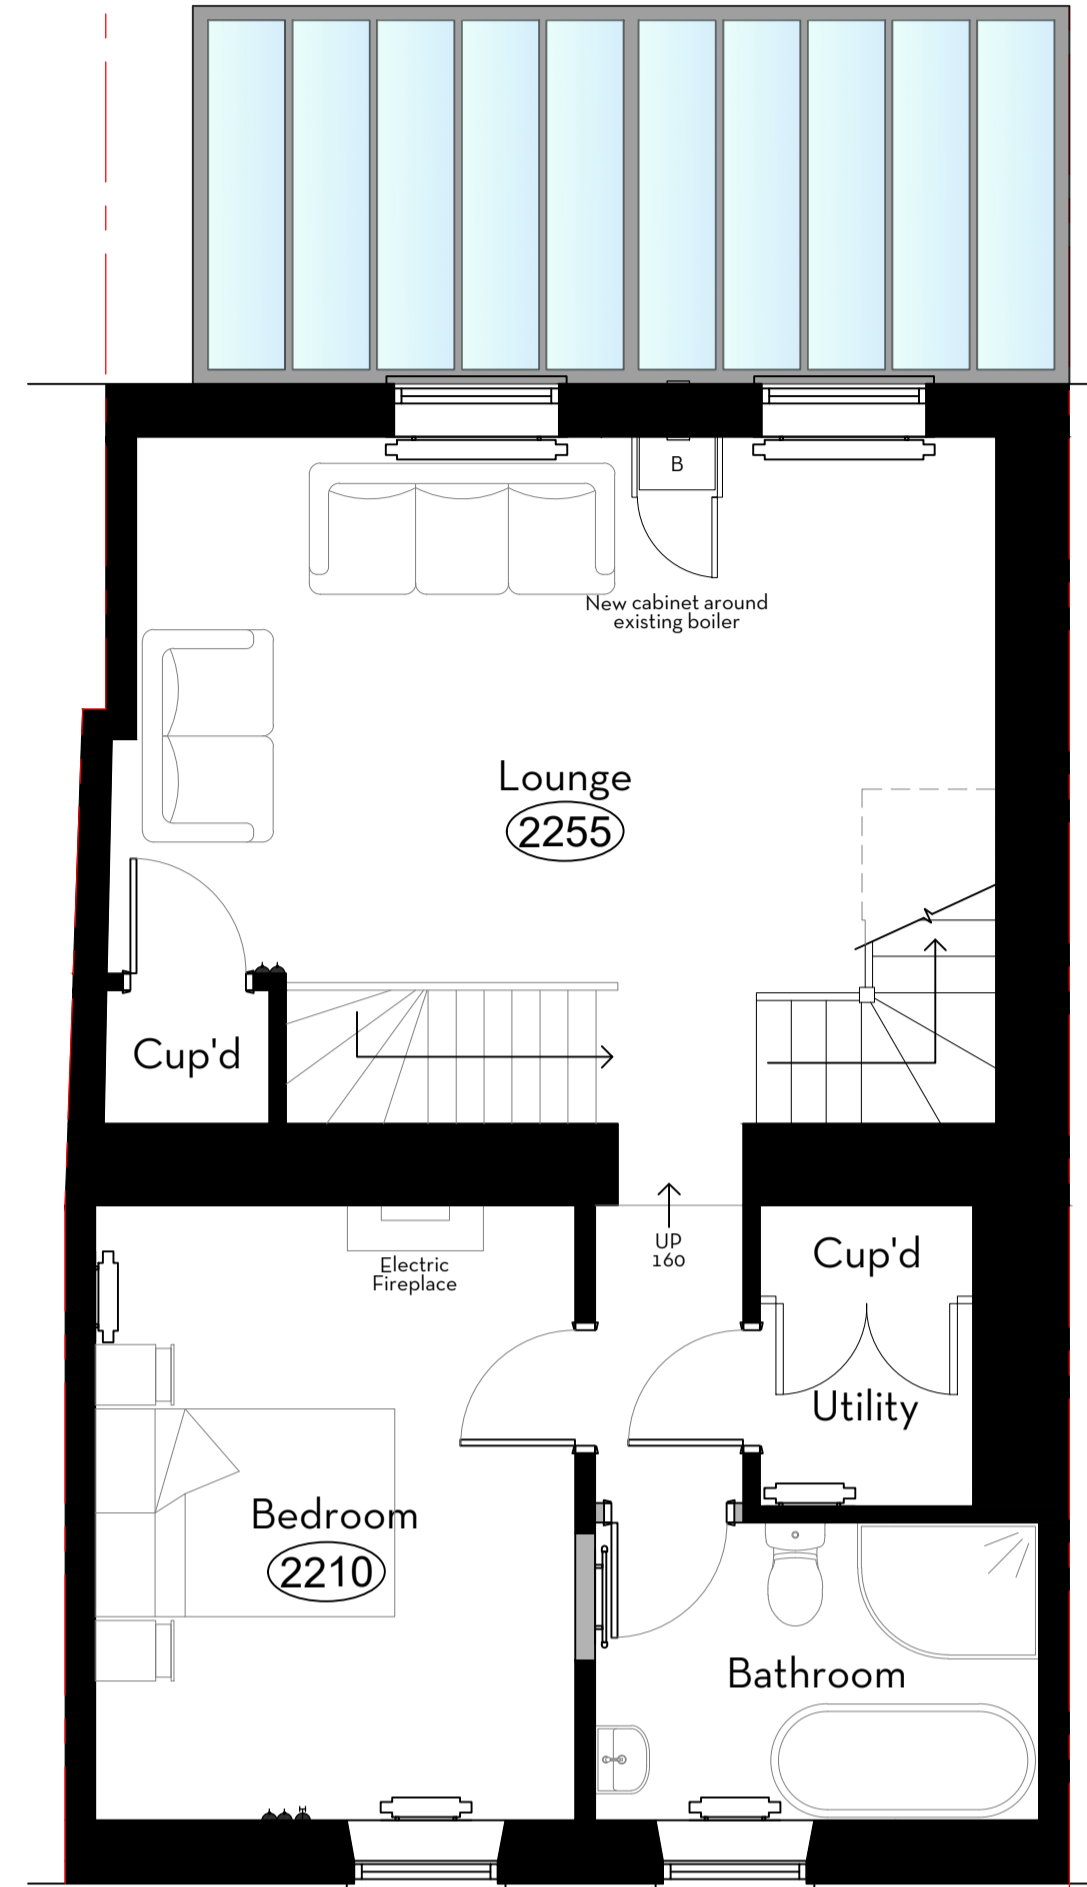 B
New cabinet around
existing boiler
Lounge
2255
Cup'd
UP
160
Cup'd
Electric
Fireplace
Utility
Bedroom
2210
Bathroom